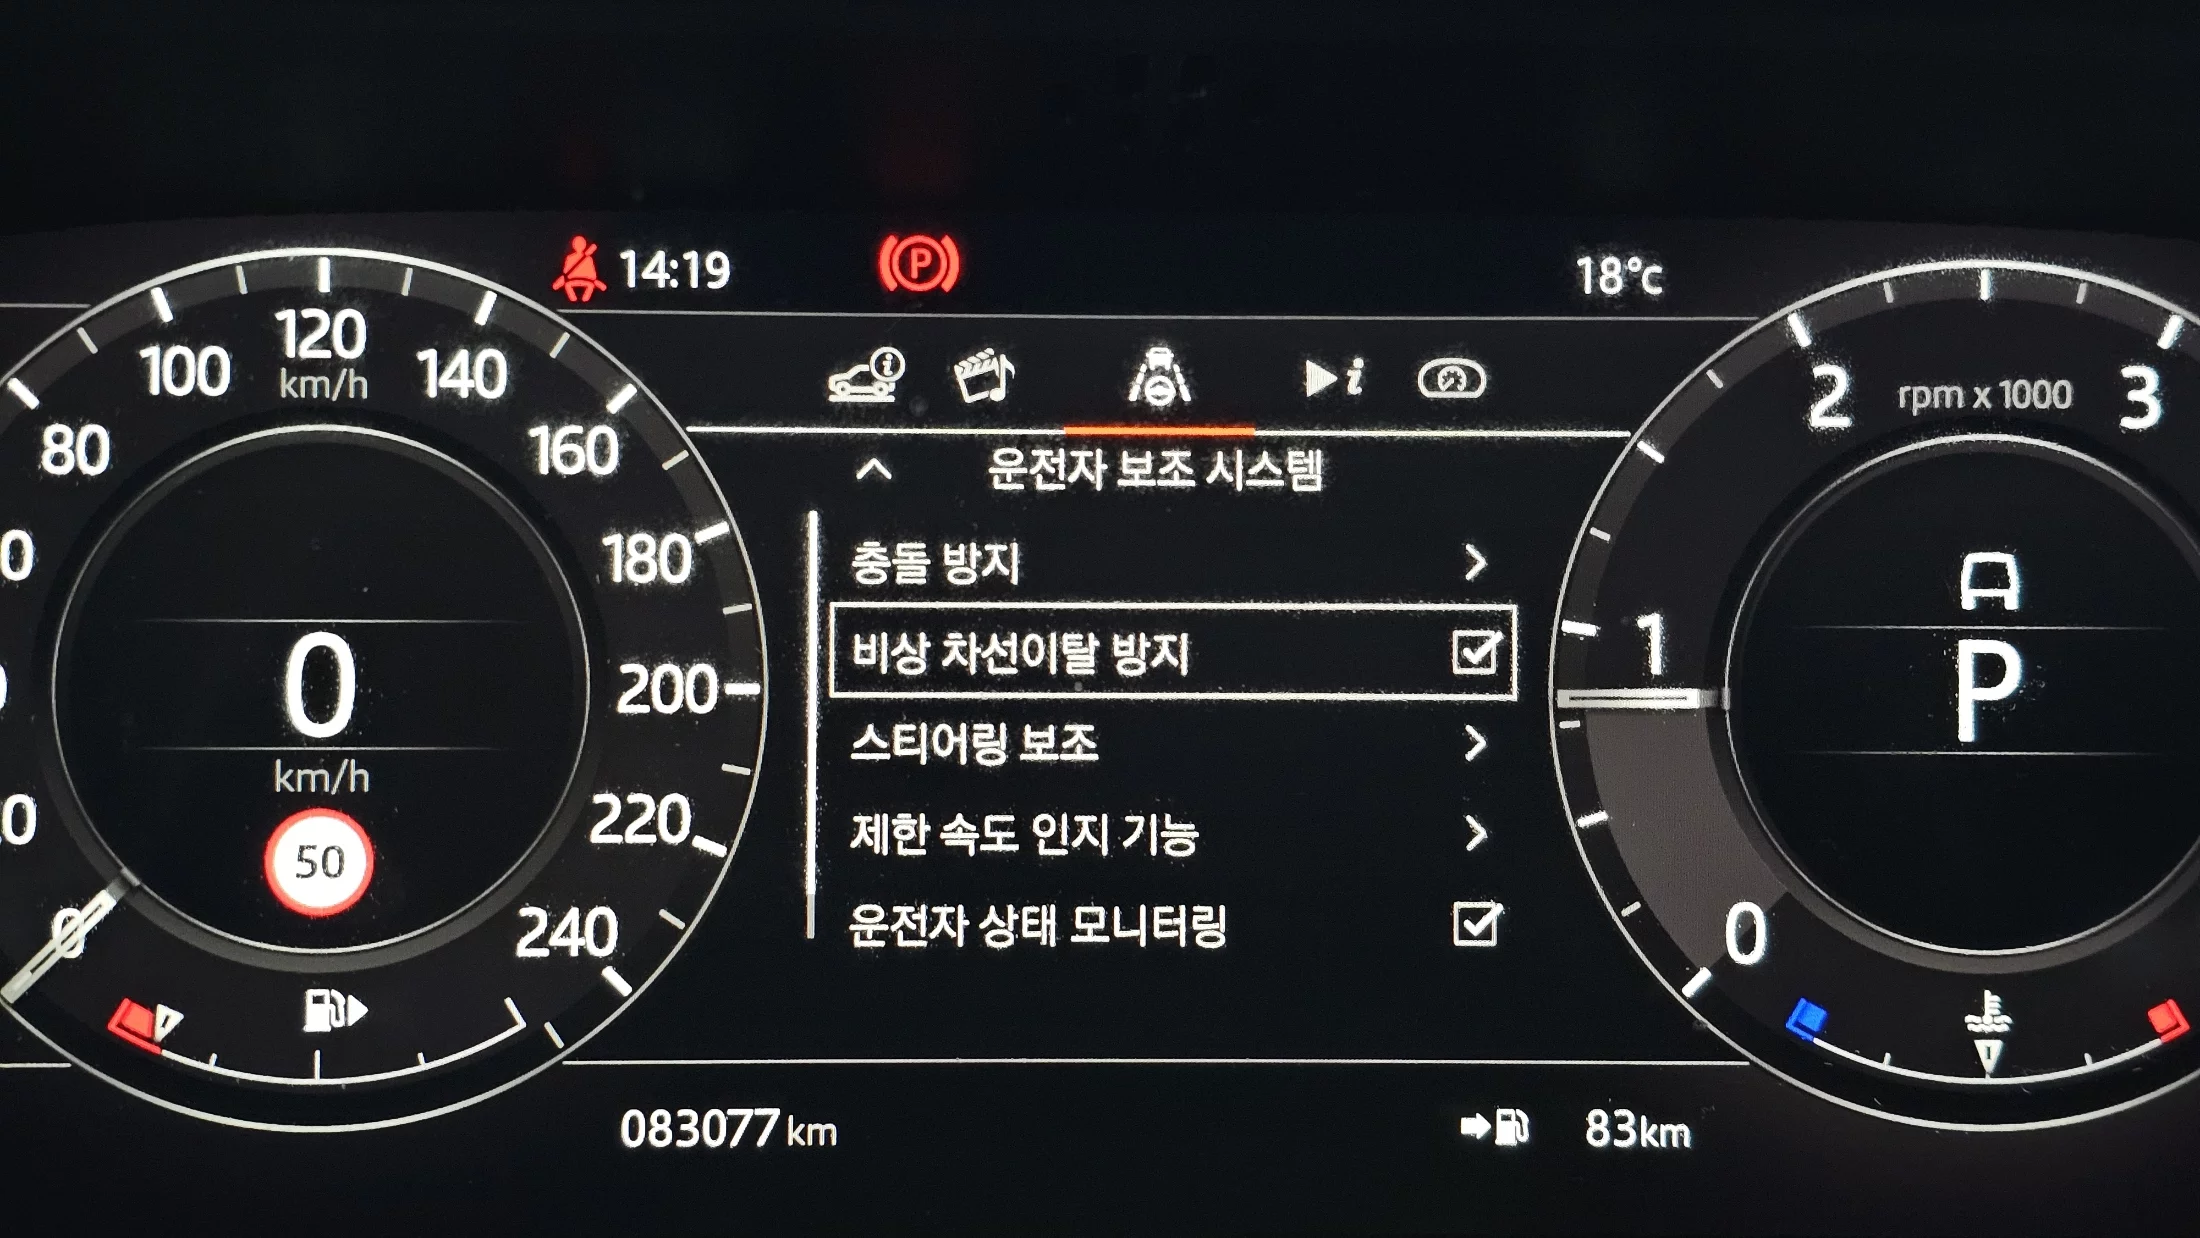 14:19
P
18°c
100
120
km/h
140
80
160
180
200
220
240
0
0
km/h
50
i
i
운전자 보조 시스템
충돌 방지
비상 차선이탈 방지
스티어링 보조
제한 속도 인지 기능
운전자 상태 모니터링
2
rpm x 1000
3
1
0
P
083077 km
83km